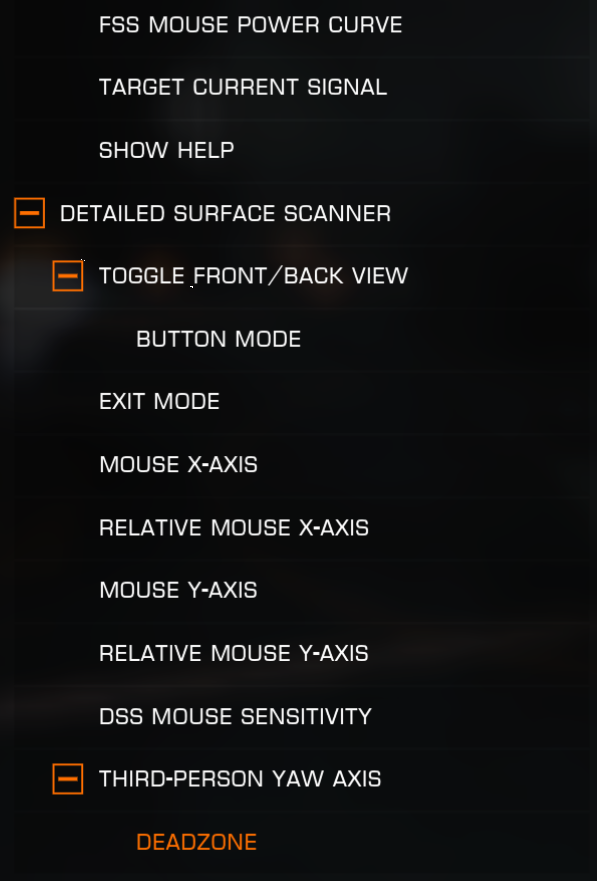 FSS MOUSE POWER CURVE
TARGET CURRENT SIGNAL
SHOW HELP
DETAILED SURFACE SCANNER
TOGGLE FRONT/BACK VIEW
BUTTON MODE
EXIT MODE
MOUSE X-AXIS
RELATIVE MOUSE X-AXIS
MOUSE Y-AXIS
RELATIVE MOUSE Y-AXIS
DSS MOUSE SENSITIVITY
THIRD-PERSON YAW AXIS
DEADZONE